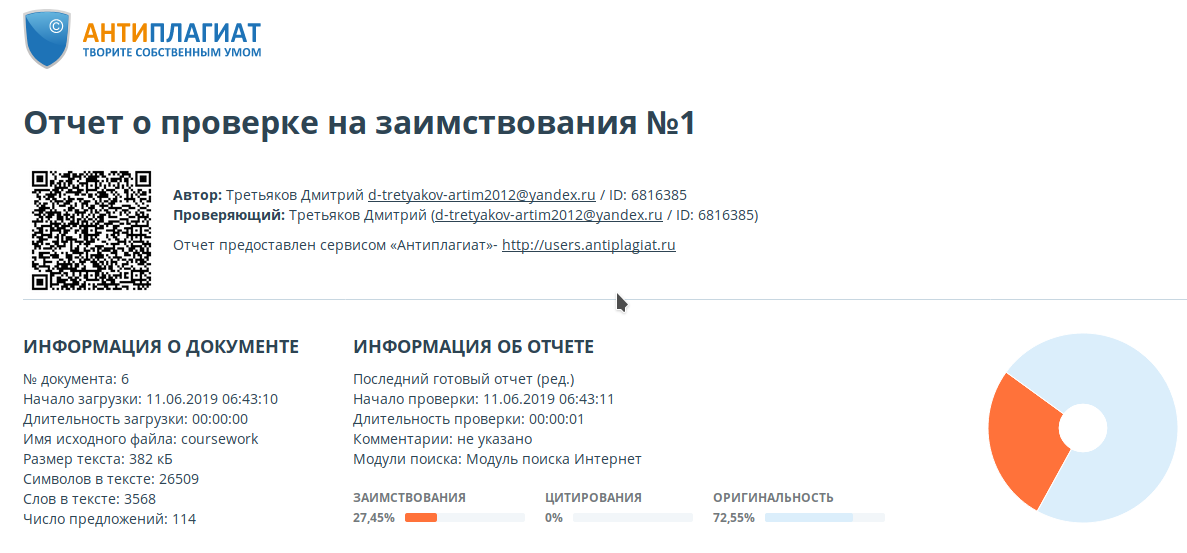 ©
АНТИПЛАГИАТ
ТВОРИТЕ СОБСТВЕННЫМ УМОМ
Отчет о проверке на заимствования №1
Автор: Третьяков Дмитрий d-tretyakov-artim2012@yandex.ru / ID: 6816385
Проверяющий: Третьяков Дмитрий (d-tretyakov-artim2012@yandex.ru / ID: 6816385)
Отчет предоставлен сервисом «Антиплагиат»- http://users.antiplagiat.ru
ИНФОРМАЦИЯ О ДОКУМЕНТЕ
№ документа: 6
Начало загрузки: 11.06.2019 06:43:10
Длительность загрузки: 00:00:00
Имя исходного файла: coursework
Размер текста: 382 кБ
Символов в тексте: 26509
Слов в тексте: 3568
Число предложений: 114
ИНФОРМАЦИЯ ОБ ОТЧЕТЕ
Последний готовый отчет (ред.)
Начало проверки: 11.06.2019 06:43:11
Длительность проверки: 00:00:01
Комментарии: не указано
Модули поиска: Модуль поиска Интернет
ЗАИМСТВОВАНИЯ
27,45%
ЦИТИРОВАНИЯ
0%
ОРИГИНАЛЬНОСТЬ
72,55%